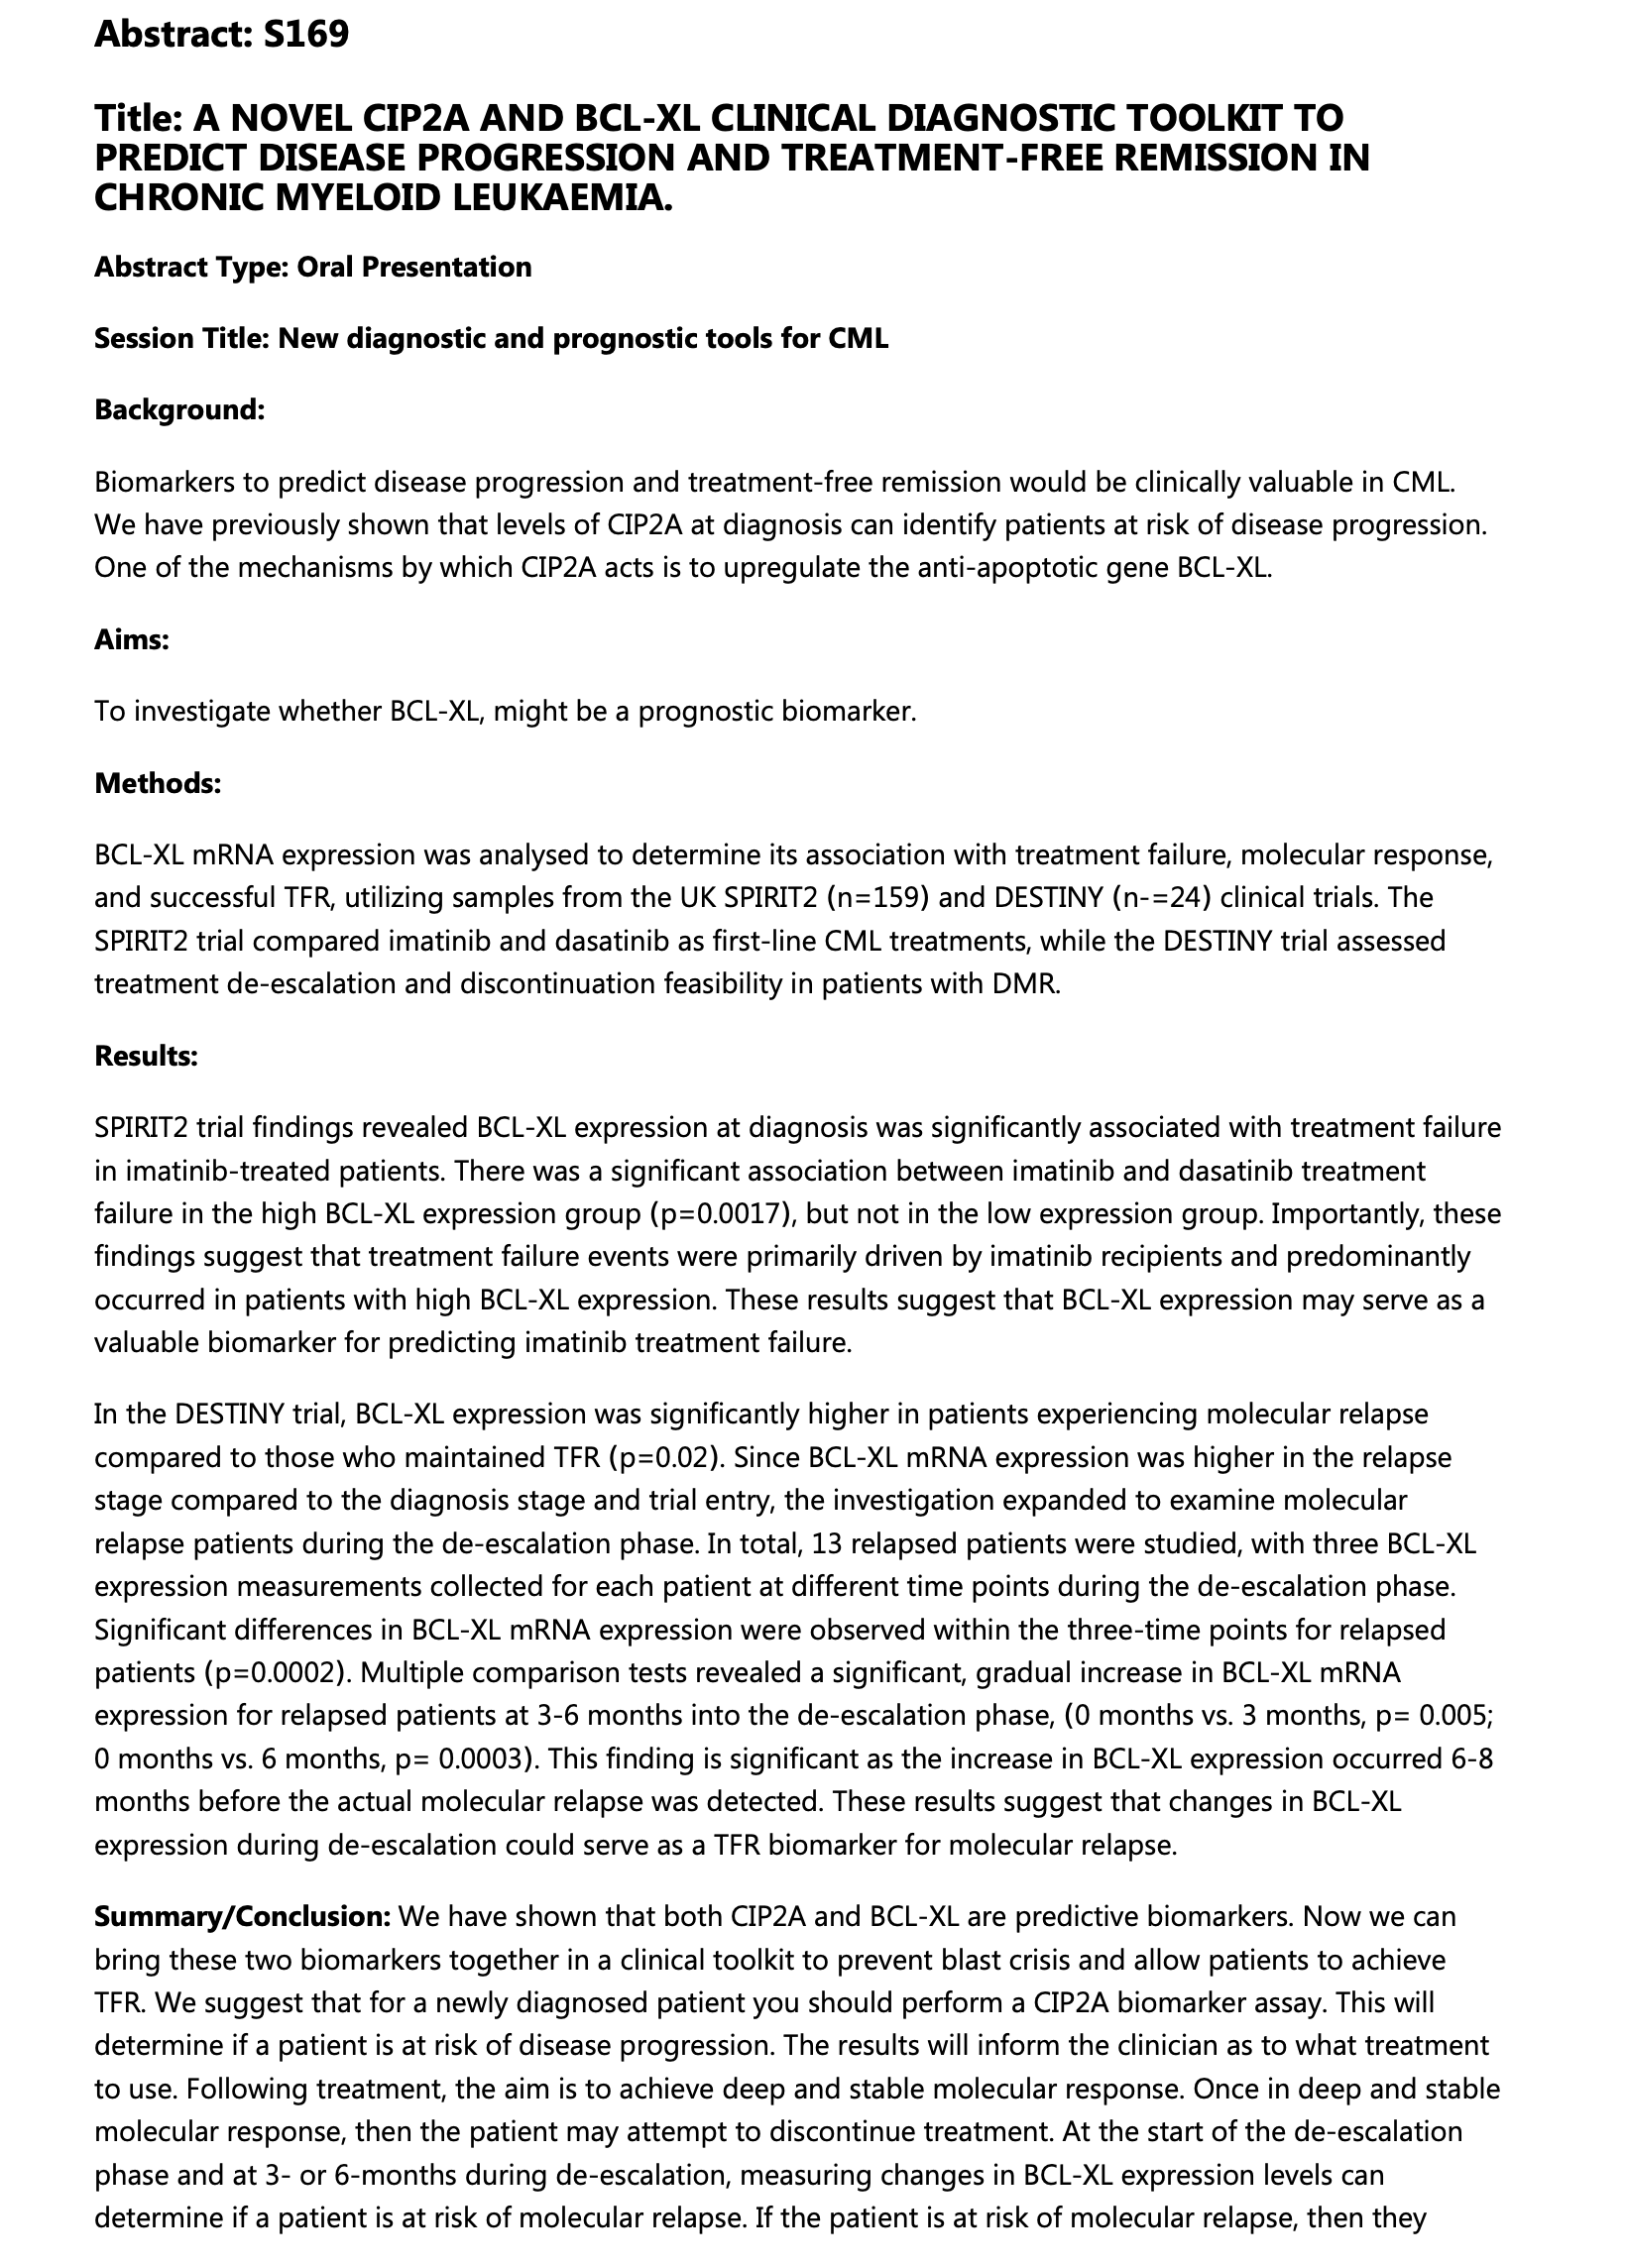 Abstract: S169
Title: A NOVEL CIP2A AND BCL-XL CLINICAL DIAGNOSTIC TOOLKIT TO
PREDICT DISEASE PROGRESSION AND TREATMENT-FREE REMISSION IN
CHRONIC MYELOID LEUKAEMIA.
Abstract Type: Oral Presentation
Session Title: New diagnostic and prognostic tools for CML
Background:
Biomarkers to predict disease progression and treatment-free remission would be clinically valuable in CML.
We have previously shown that levels of CIP2A at diagnosis can identify patients at risk of disease progression.
One of the mechanisms by which CIP2A acts is to upregulate the anti-apoptotic gene BCL-XL.
Aims:
To investigate whether BCL-XL, might be a prognostic biomarker.
Methods:
BCL-XL mRNA expression was analysed to determine its association with treatment failure, molecular response,
and successful TFR, utilizing samples from the UK SPIRIT2 (n=159) and DESTINY (n-=24) clinical trials. The
SPIRIT2 trial compared imatinib and dasatinib as first-line CML treatments, while the DESTINY trial assessed
treatment de-escalation and discontinuation feasibility in patients with DMR.
Results:
SPIRIT2 trial findings revealed BCL-XL expression at diagnosis was significantly associated with treatment failure
in imatinib-treated patients. There was a significant association between imatinib and dasatinib treatment
failure in the high BCL-XL expression group (p=0.0017), but not in the low expression group. Importantly, these
findings suggest that treatment failure events were primarily driven by imatinib recipients and predominantly
occurred in patients with high BCL-XL expression. These results suggest that BCL-XL expression may serve as a
valuable biomarker for predicting imatinib treatment failure.
In the DESTINY trial, BCL-XL expression was significantly higher in patients experiencing molecular relapse
compared to those who maintained TFR (p=0.02). Since BCL-XL mRNA expression was higher in the relapse
stage compared to the diagnosis stage and trial entry, the investigation expanded to examine molecular
relapse patients during the de-escalation phase. In total, 13 relapsed patients were studied, with three BCL-XL
expression measurements collected for each patient at different time points during the de-escalation phase.
Significant differences in BCL-XL mRNA expression were observed within the three-time points for relapsed
patients (p=0.0002). Multiple comparison tests revealed a significant, gradual increase in BCL-XL mRNA
expression for relapsed patients at 3-6 months into the de-escalation phase, (0 months vs. 3 months, p= 0.005;
0 months vs. 6 months, p= 0.0003). This finding is significant as the increase in BCL-XL expression occurred 6-8
months before the actual molecular relapse was detected. These results suggest that changes in BCL-XL
expression during de-escalation could serve as a TFR biomarker for molecular relapse.
Summary/Conclusion: We have shown that both CIP2A and BCL-XL are predictive biomarkers. Now we can
bring these two biomarkers together in a clinical toolkit to prevent blast crisis and allow patients to achieve
TFR. We suggest that for a newly diagnosed patient you should perform a CIP2A biomarker assay. This will
determine if a patient is at risk of disease progression. The results will inform the clinician as to what treatment
to use. Following treatment, the aim is to achieve deep and stable molecular response. Once in deep and stable
molecular response, then the patient may attempt to discontinue treatment. At the start of the de-escalation
phase and at 3- or 6-months during de-escalation, measuring changes in BCL-XL expression levels can
determine if a patient is at risk of molecular relapse. If the patient is at risk of molecular relapse, then they